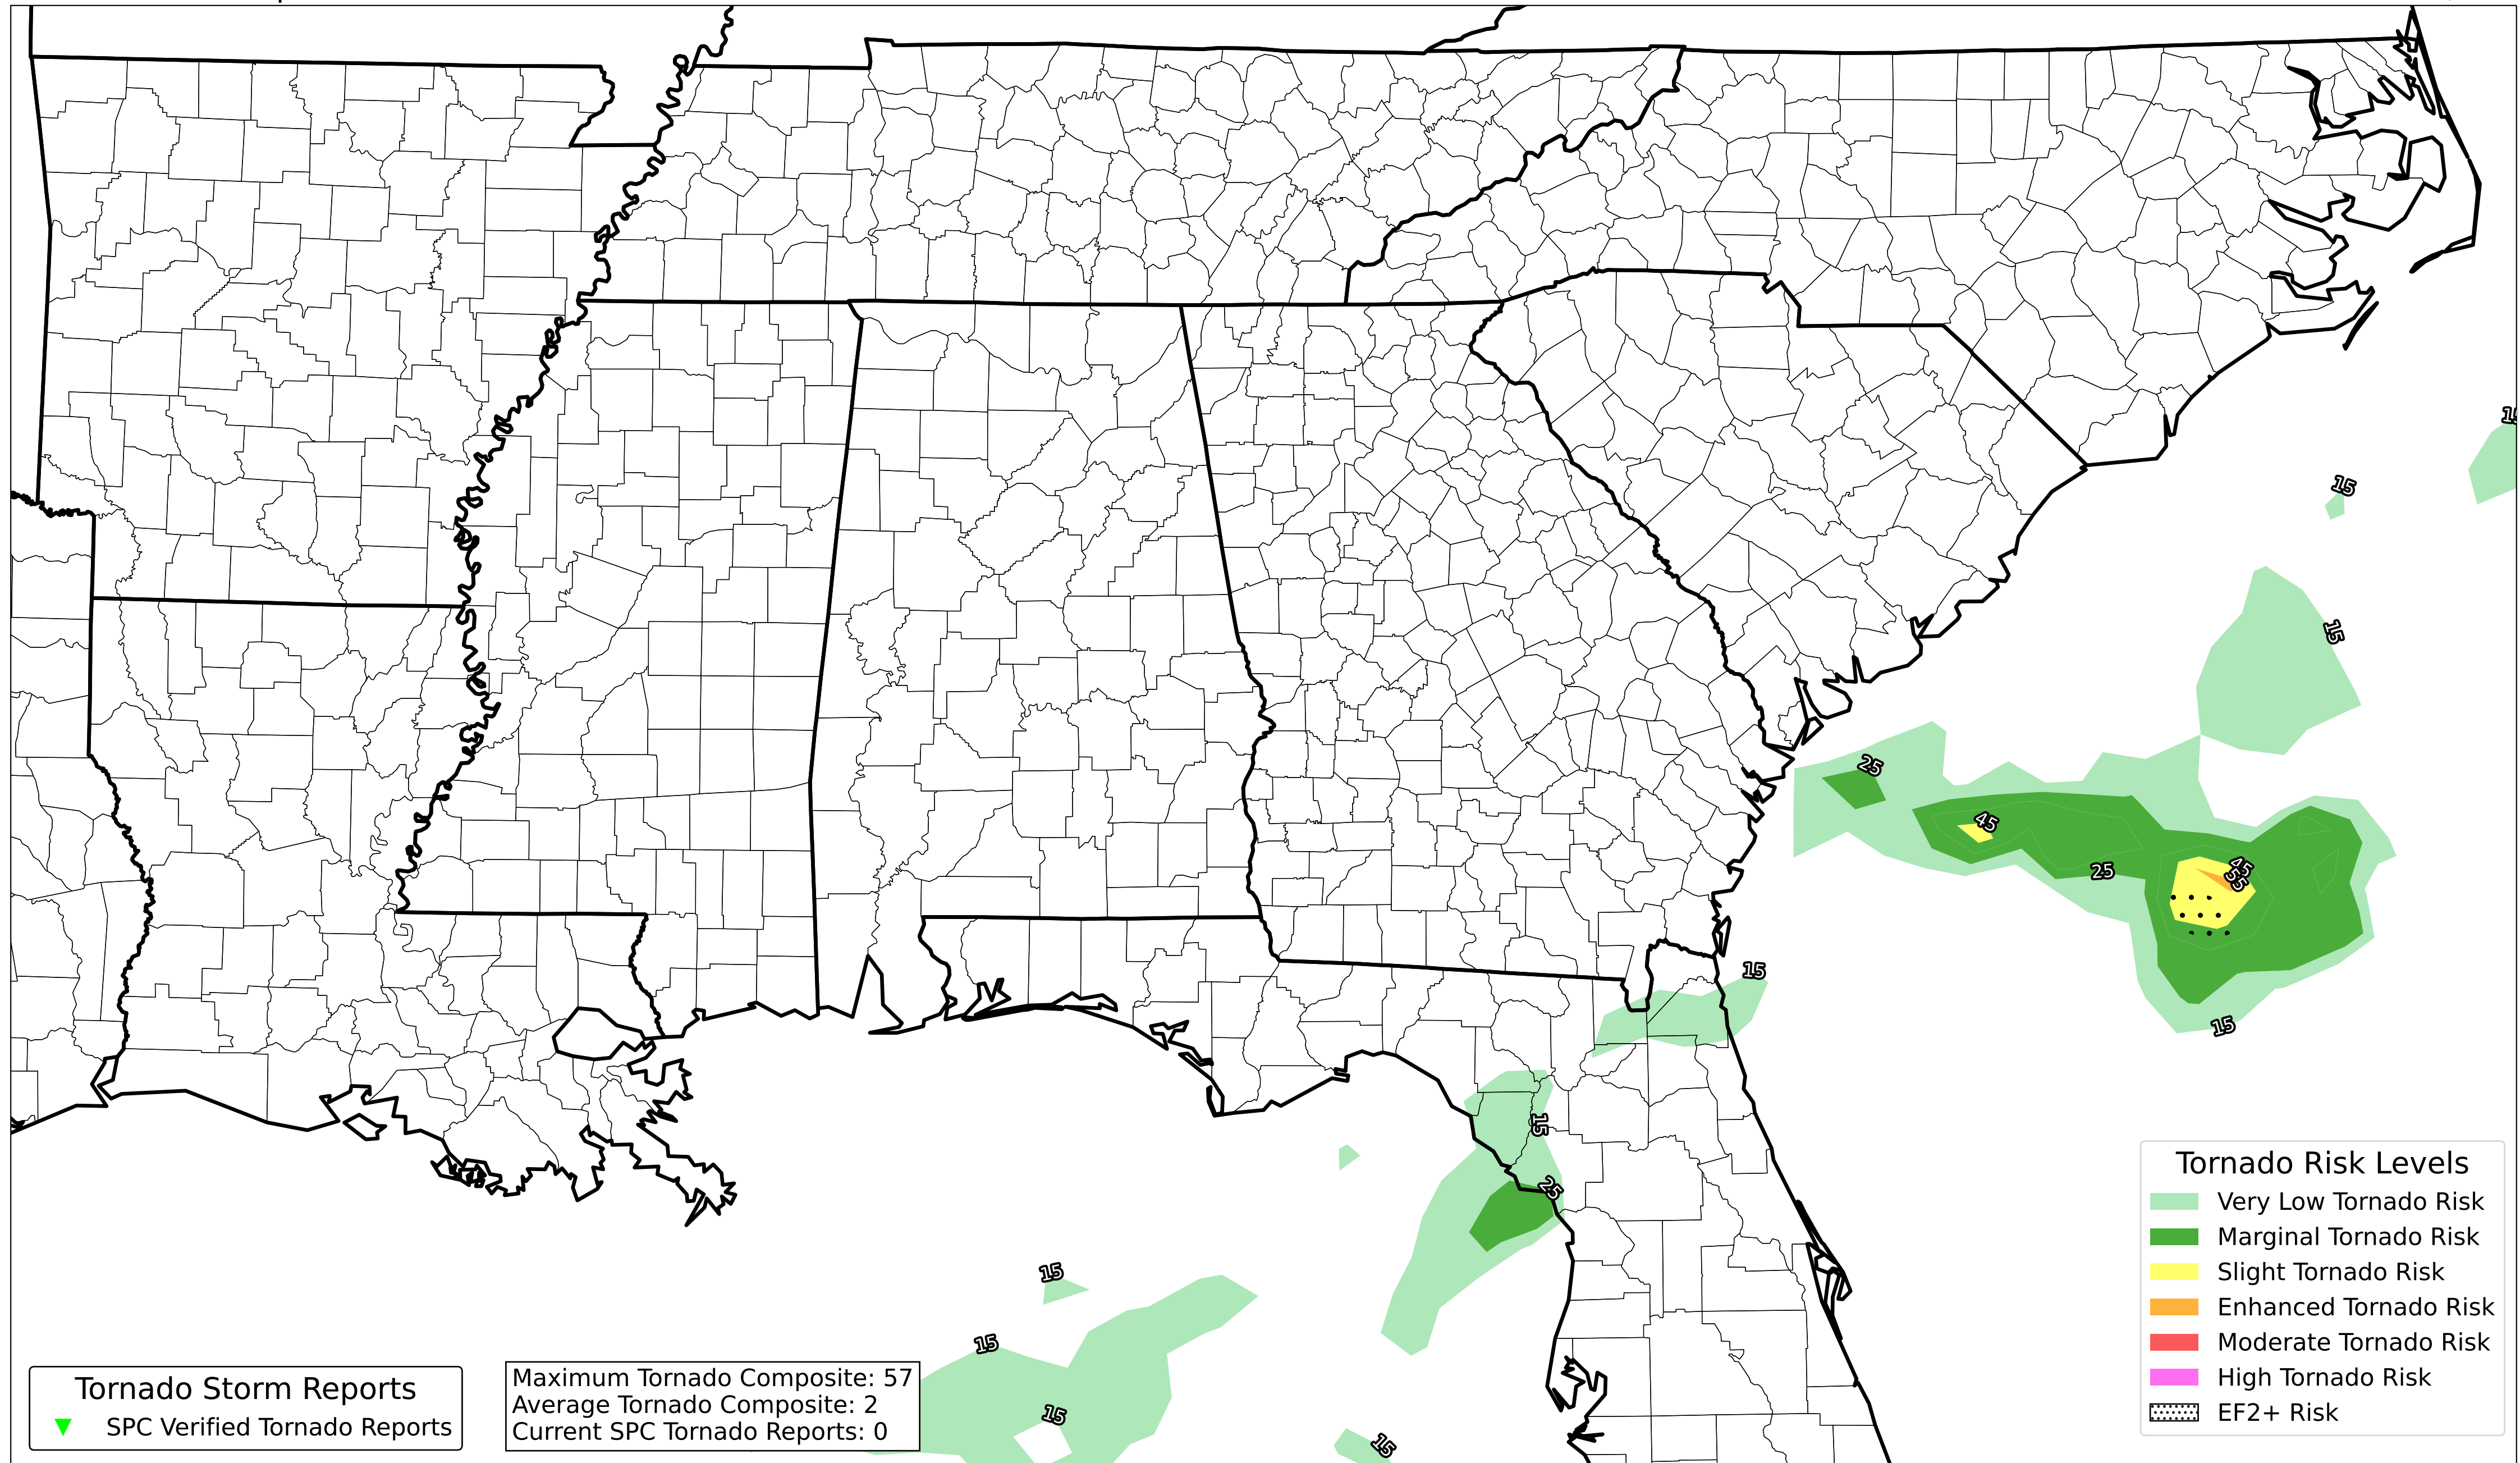 15
15
15
25
45
25
45
55
15
15
15
25
15
15
15
15
Tornado Risk Levels
Very Low Tornado Risk
Marginal Tornado Risk
Slight Tornado Risk
Enhanced Tornado Risk
Moderate Tornado Risk
High Tornado Risk
EF2+ Risk
Tornado Storm Reports
SPC Verified Tornado Reports
Maximum Tornado Composite: 57
Average Tornado Composite: 2
Current SPC Tornado Reports: 0